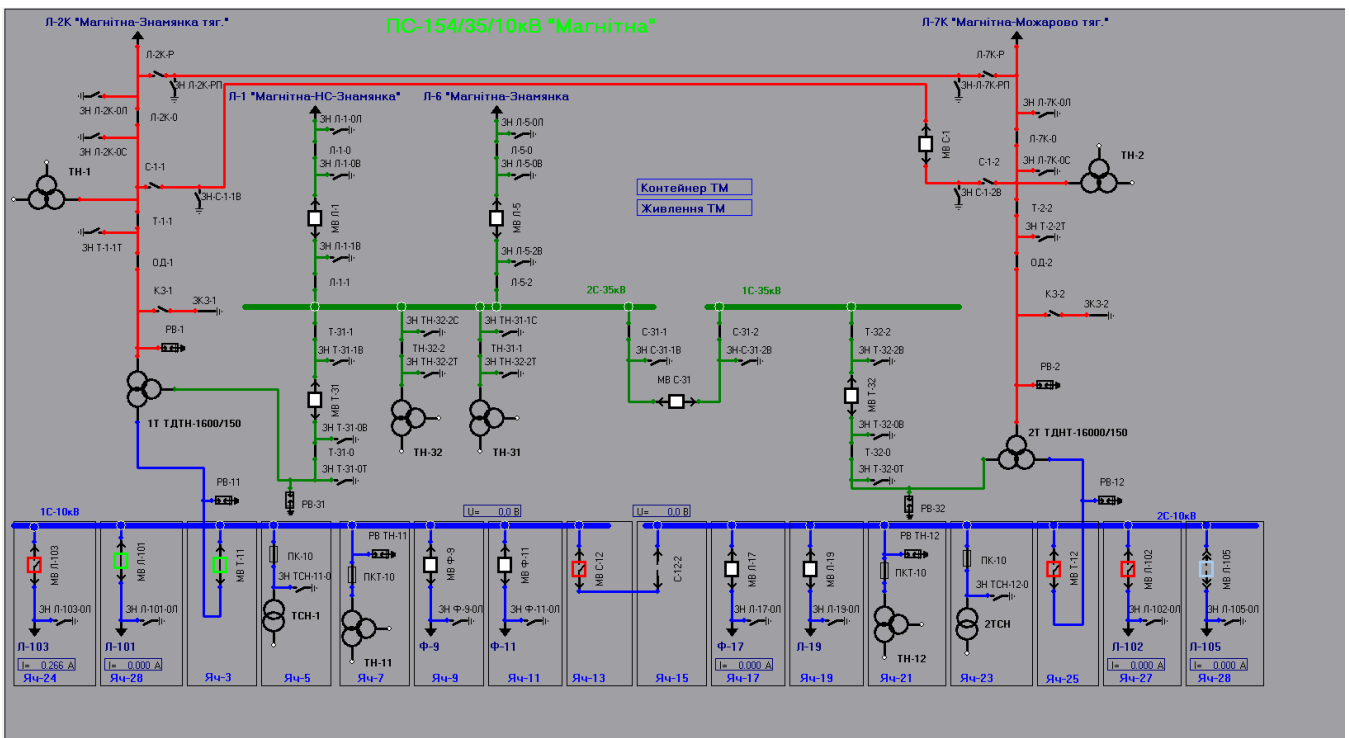 Л-2К "Магнітна-Знамянка тяг."
ПС-154/35/10кВ "Магнітна"
Л-7К "Магнітна-Можарово тяг."
Л-2К-Р
ЗН Л-2К-РП
ЗН Л-2К-0Л
Л-2К-0
ЗН Л-2К-0С
ТН-1
С-1-1
ЗН-С-1-1В
Т-1-1
ЗН Т-1-1Т
ОД-1
КЗ-1
ЗКЗ-1
РВ-1
1Т ТДТН-1600/150
Л-1 "Магнітна-НС-Знамянка"
ЗН Л-1-0Л
Л-1-0
ЗН Л-1-0В
МВ Л-1
ЗН Л-1-1В
Л-1-1
Л-6 "Магнітна-Знамянка
ЗН Л-5-0Л
Л-5-0
ЗН Л-5-0В
МВ Л-5
ЗН Л-5-2В
Л-5-2
Контейнер ТМ
Живлення ТМ
Л-7К-Р
ЗН-Л-7К-РП
ЗН Л-7К-0Л
Л-7К-0
ЗН Л-7К-0С
МВ С-1
С-1-2
ЗН С-1-2В
ТН-2
Т-2-2
ЗН Т-2-2Т
ОД-2
КЗ-2
ЗКЗ-2
РВ-2
2Т ТДНТ-16000/150
2С-35кВ
1С-35кВ
Т-31-1
ЗН Т-31-1В
МВ Т-31
ЗН Т-31-0В
Т-31-0
ЗН Т-31-0Т
РВ-31
ЗН ТН-32-2С
ТН-32-2
ЗН ТН-32-2Т
ТН-32
ЗН ТН-31-1С
ТН-31-1
ЗН ТН-32-2Т
ТН-31
С-31-1
ЗН С-31-1В
МВ С-31
С-31-2
ЗН-С-31-2В
Т-32-2
ЗН Т-32-2В
МВ Т-32
ЗН Т-32-0В
Т-32-0
ЗН Т-32-0Т
РВ-32
РВ-11
РВ-12
1С-10кВ
U= 0,0 В
U= 0,0 В
2С-10кВ
МВ Л-103
ЗН Л-103-0Л
Л-103
I= 0.266 А
Яч-24
МВ Л-101
ЗН Л-101-0Л
Л-101
I= 0.000 А
Яч-28
МВ Т-11
Яч-3
ПК-10
ЗН ТСН-11-0
ТСН-1
Яч-5
РВ ТН-11
ПКТ-10
ТН-11
Яч-7
МВ Ф-9
ЗН Ф-9-0Л
Ф-9
Яч-9
МВ Ф-11
ЗН Ф-11-0Л
Ф-11
Яч-11
МВ С-12
Яч-13
С-12-2
Яч-15
МВ Л-17
ЗН Л-17-0Л
Ф-17
I= 0.000 А
Яч-17
МВ Л-19
ЗН Л-19-0Л
Л-19
Яч-19
РВ ТН-12
ПКТ-10
ТН-12
Яч-21
ПК-10
ЗН ТСН-12-0
2ТСН
Яч-23
МВ Т-12
Яч-25
МВ Л-102
ЗН Л-102-0Л
Л-102
I= 0.000 А
Яч-27
МВ Л-105
ЗН Л-105-0Л
Л-105
I= 0.000 А
Яч-28